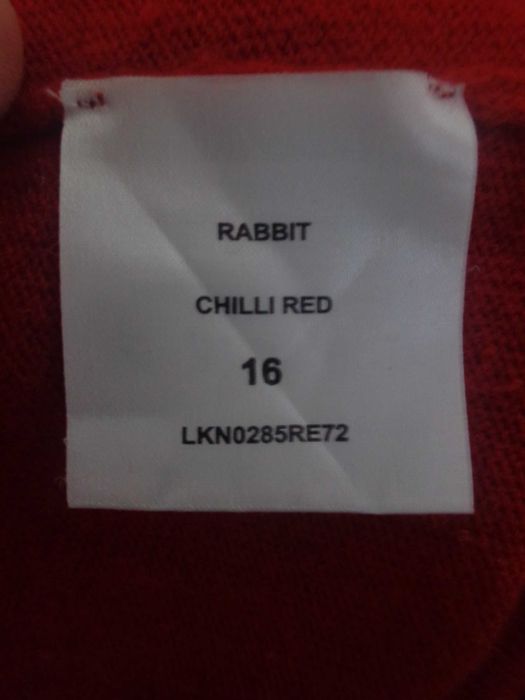 RABBIT
CHILLI RED
16
LKN0285RE72